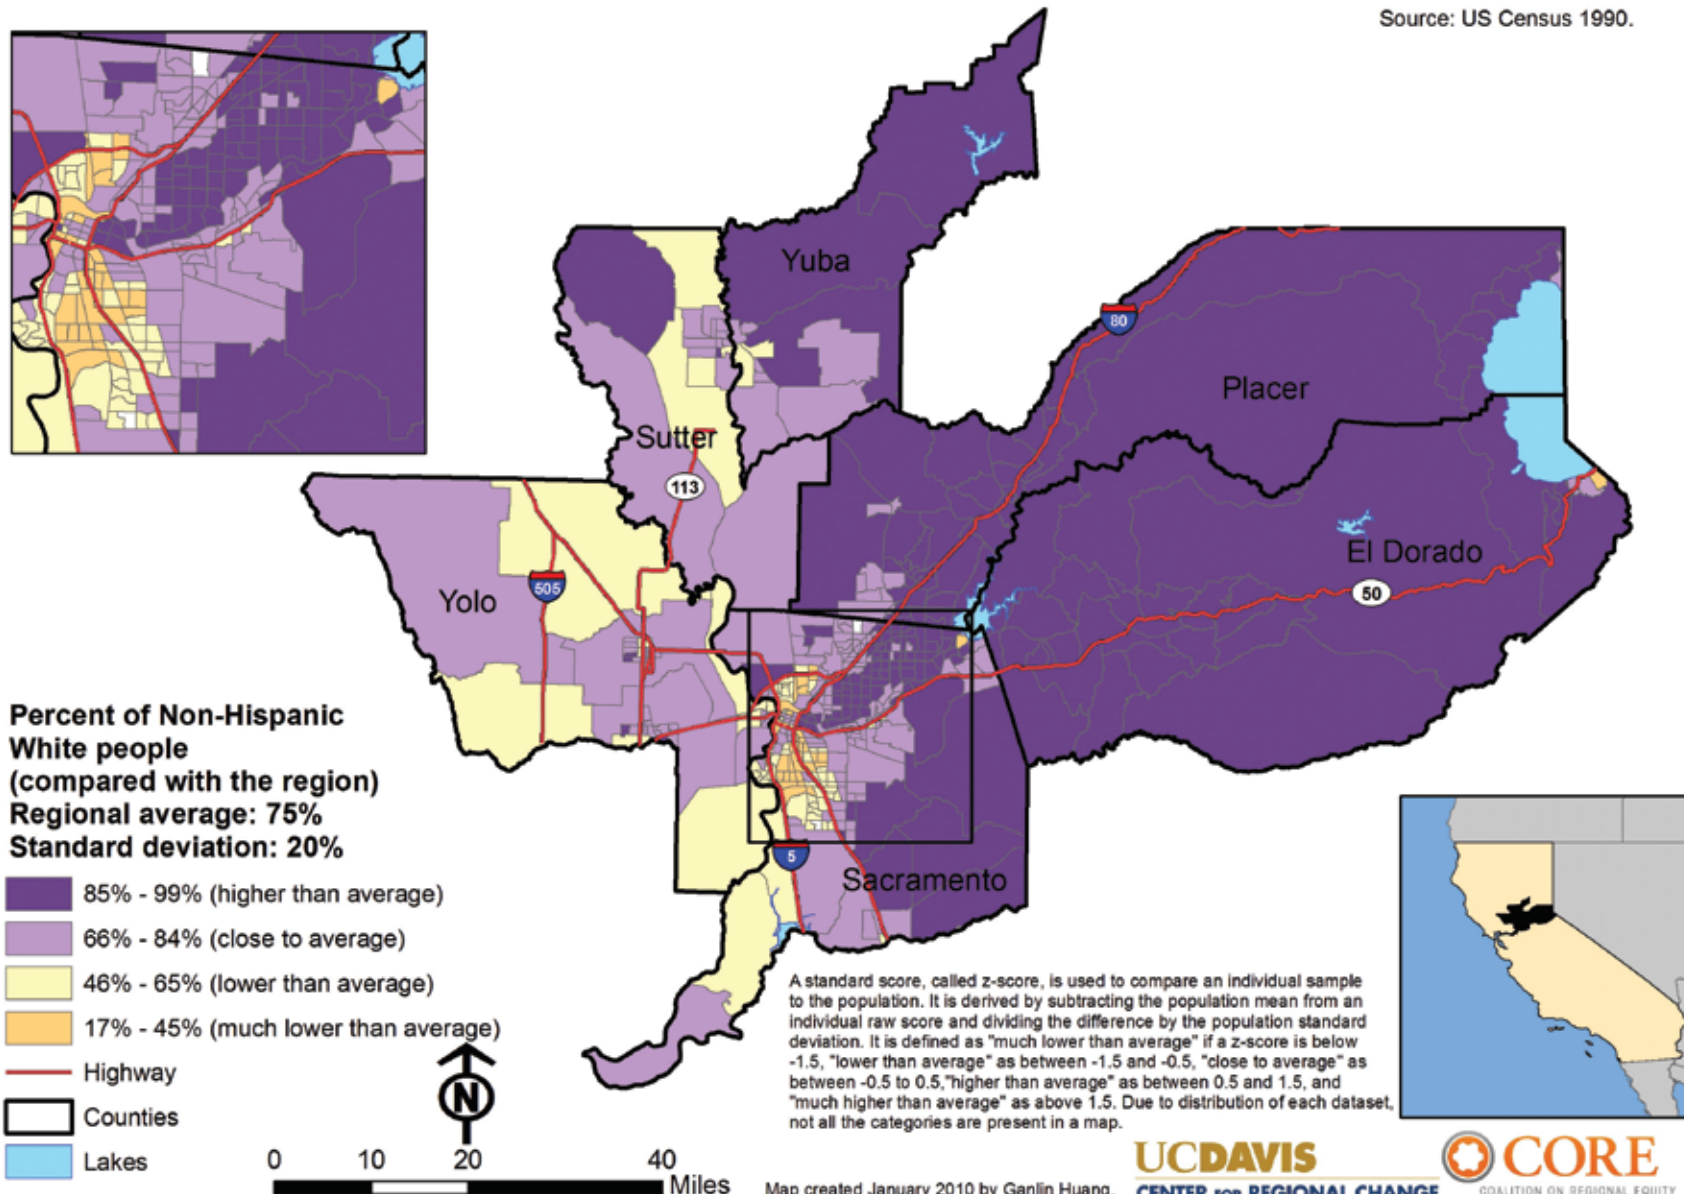 Source: US Census 1990.
Yuba
80
Placer
Sutter
113
El Dorado
50
Yolo
505
5
Sacramento
Percent of Non-Hispanic
White people
(compared with the region)
Regional average: 75%
Standard deviation: 20%
85% - 99% (higher than average)
66% - 84% (close to average)
46% - 65% (lower than average)
17% - 45% (much lower than average)
Highway
Counties
Lakes
N
0 10 20 40
Miles
A standard score, called z-score, is used to compare an individual sample
to the population. It is derived by subtracting the population mean from an
individual raw score and dividing the difference by the population standard
deviation. It is defined as "much lower than average" if a z-score is below
-1.5, "lower than average" as between -1.5 and -0.5, "close to average" as
between -0.5 to 0.5,"higher than average" as between 0.5 and 1.5, and
"much higher than average" as above 1.5. Due to distribution of each dataset,
not all the categories are present in a map.
Map created January 2010 by Ganlin Huang.
UCDAVIS
CENTER FOR REGIONAL CHANGE
CORE
COALITION ON REGIONAL EQUITY